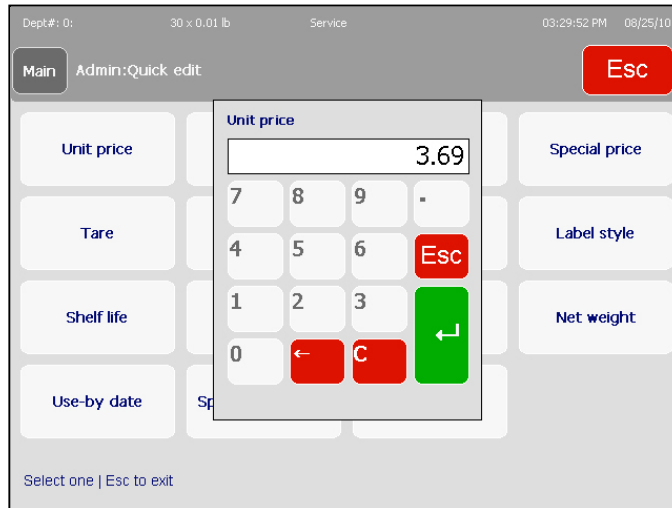 Dept#: 0: 30 x 0.01 lb Service 03:29:52 PM 08/25/10
Main Admin:Quick edit Esc
Unit price
3.69
Unit price Special price
7 8 9 .
Tare Label style
4 5 6 Esc
1 2 3 ↵
Shelf life Net weight
0 ← C
Use-by date
Select one | Esc to exit